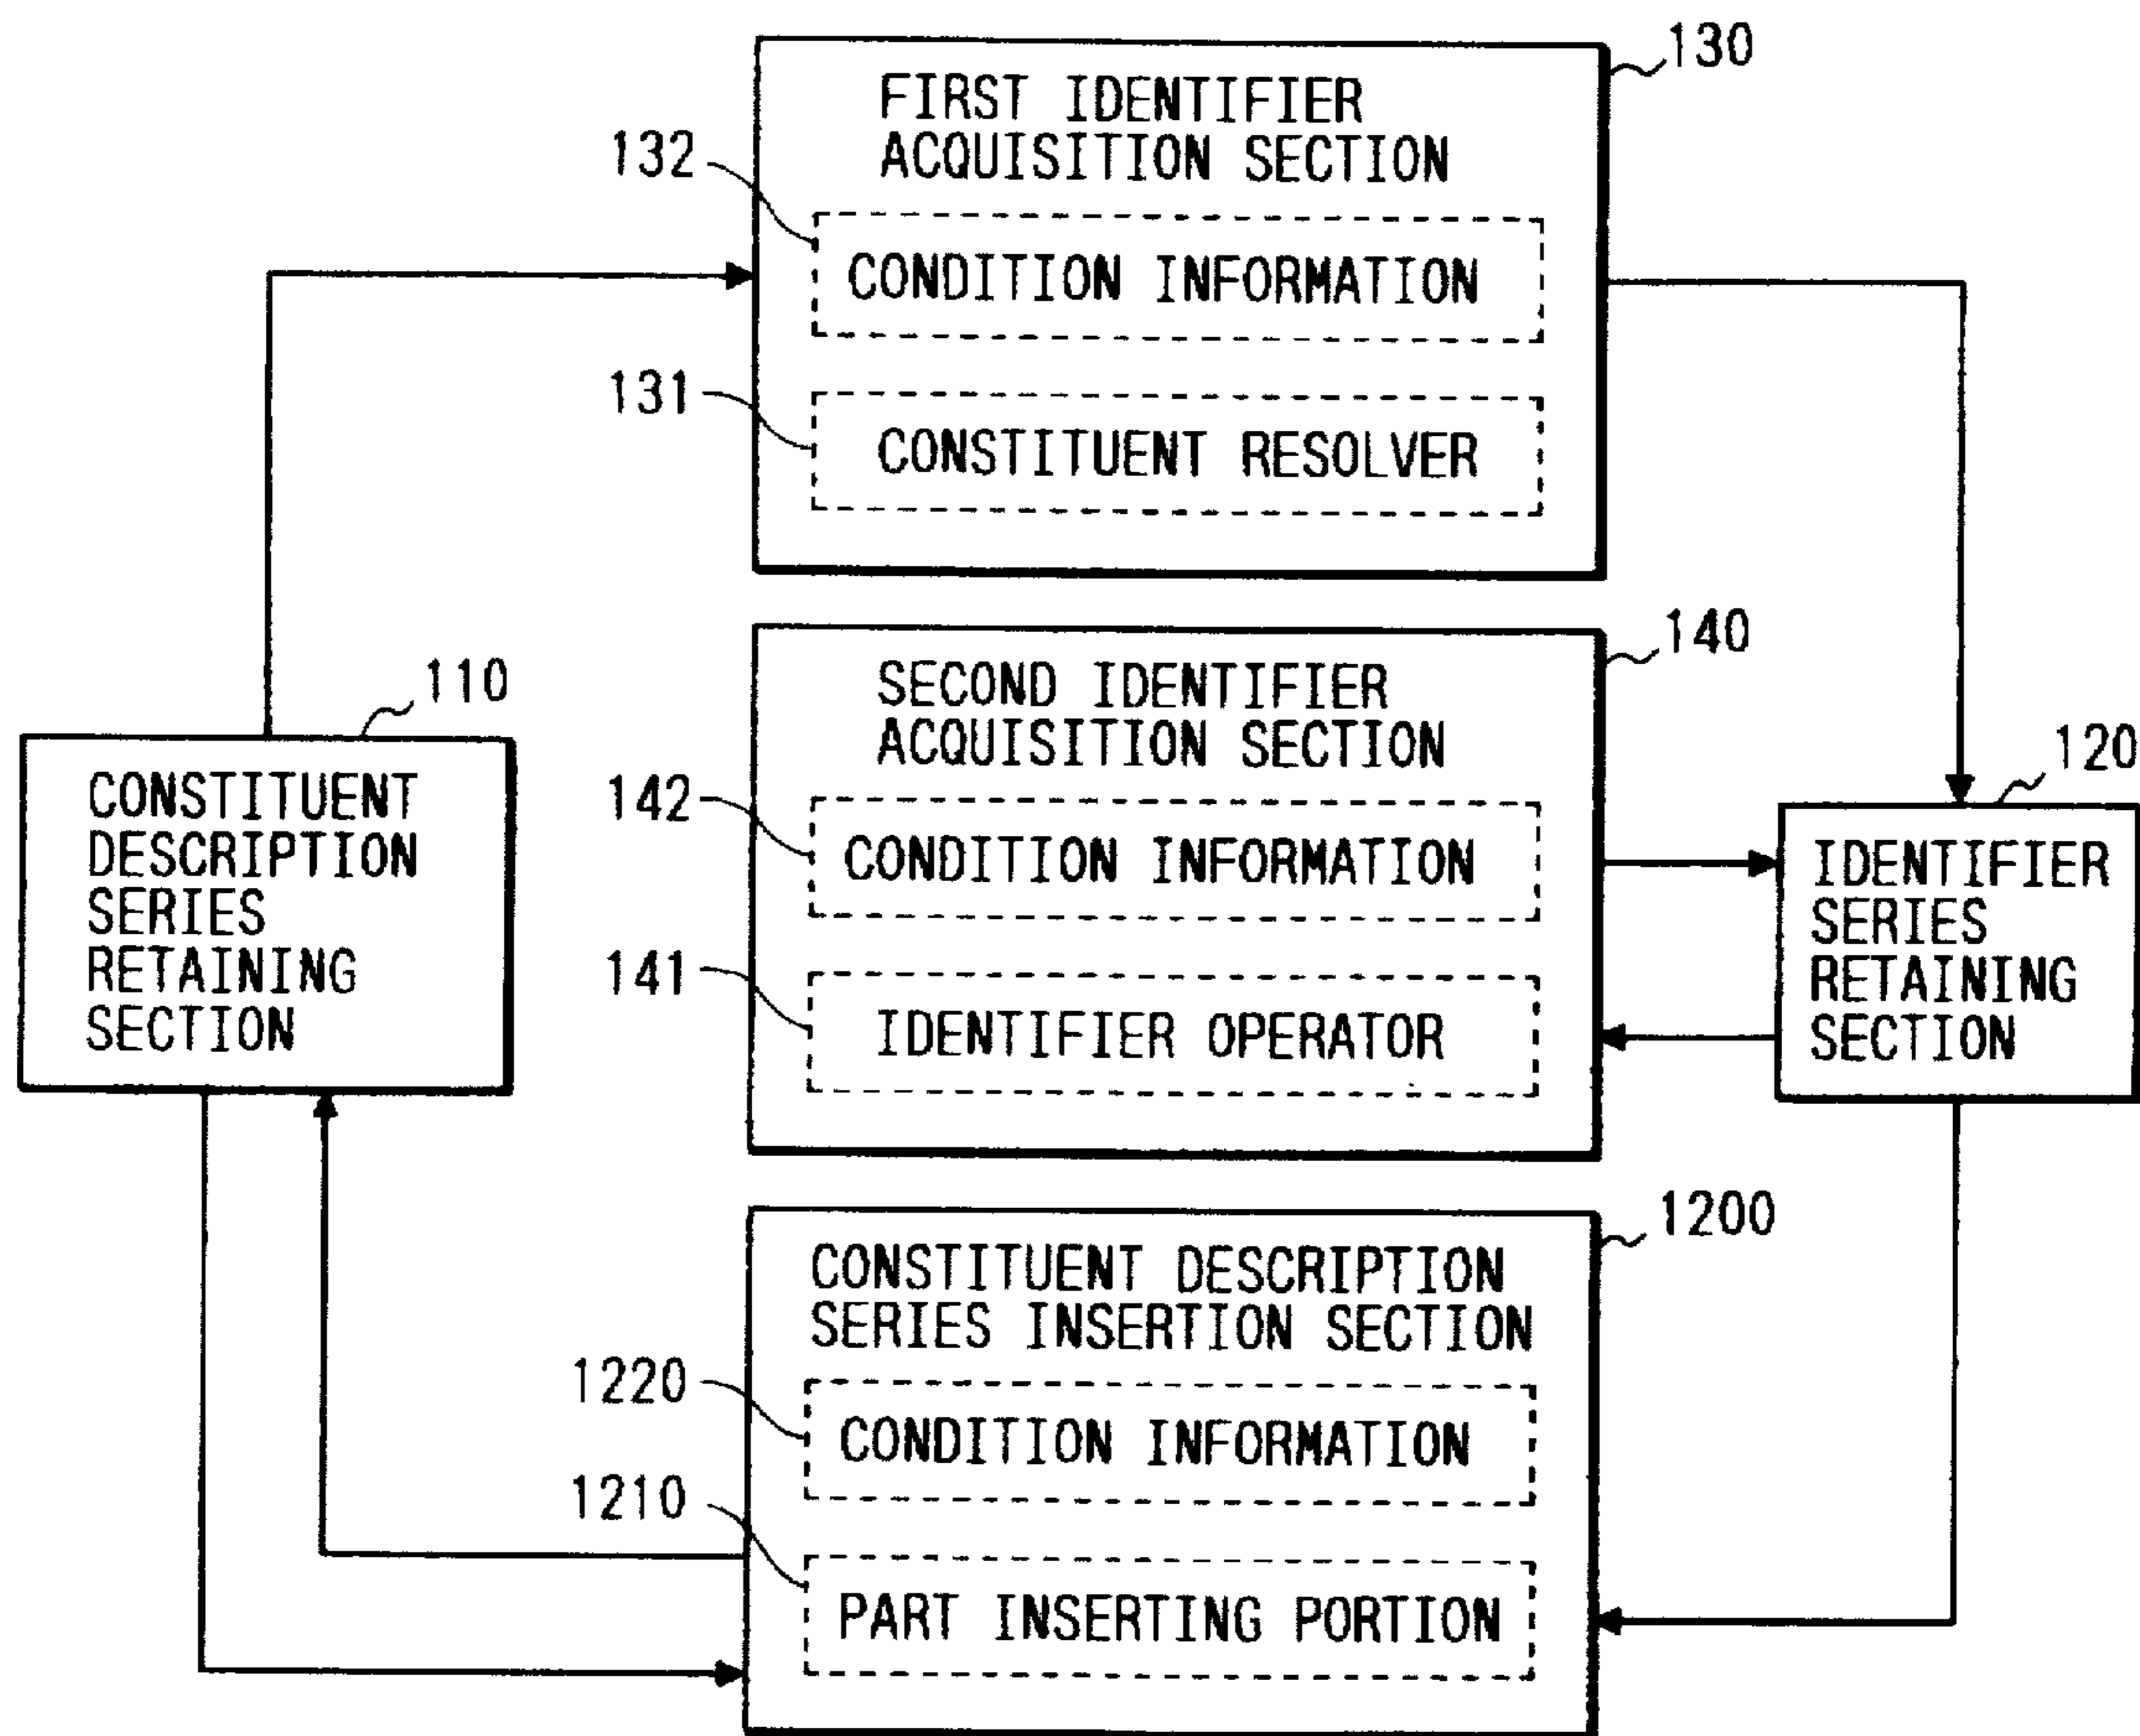 130
FIRST IDENTIFIER
ACQUISITION SECTION
132
CONDITION INFORMATION
131
CONSTITUENT RESOLVER
140
SECOND IDENTIFIER
ACQUISITION SECTION
142
CONDITION INFORMATION
141
IDENTIFIER OPERATOR
110
CONSTITUENT
DESCRIPTION
SERIES
RETAINING
SECTION
120
IDENTIFIER
SERIES
RETAINING
SECTION
1200
CONSTITUENT DESCRIPTION
SERIES INSERTION SECTION
1220
CONDITION INFORMATION
1210
PART INSERTING PORTION